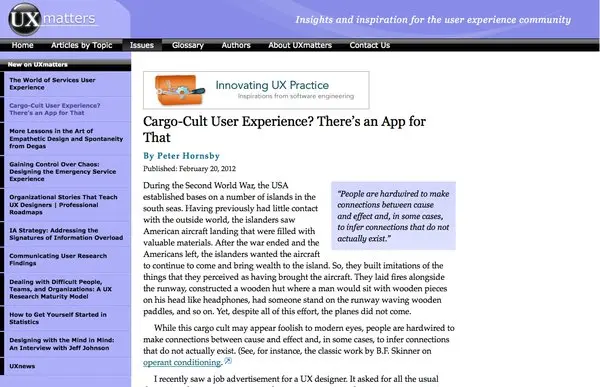 UX matters
Insights and inspiration for the user experience community
Home Articles by Topic Issues Glossary Authors About UXmatters Contact Us
New on UXmatters
The World of Services User
Experience
Cargo-Cult User Experience?
There's an App for That
More Lessons in the Art of
Empathetic Design and Spontaneity
from Degas
Gaining Control Over Chaos:
Designing the Emergency Service
Experience
Organizational Stories That Teach
UX Designers | Professional
Roadmaps
IA Strategy: Addressing the
Signatures of Information Overload
Communicating User Research
Findings
Dealing with Difficult People,
Teams, and Organizations: A UX
Research Maturity Model
How to Get Yourself Started in
Statistics
Designing with the Mind in Mind:
An Interview with Jeff Johnson
UXnews
Innovating UX Practice
Inspirations from software engineering
Cargo-Cult User Experience? There's an App for
That
By Peter Hornsby
Published: February 20, 2012
During the Second World War, the USA
established bases on a number of islands in the
south seas. Having previously had little contact
with the outside world, the islanders saw
American aircraft landing that were filled with
valuable materials. After the war ended and the
Americans left, the islanders wanted the aircraft
to continue to come and bring wealth to the island. So, they built imitations of the
things that they perceived as having brought the aircraft. They laid fires alongside
the runway, constructed a wooden hut where a man would sit with wooden pieces
on his head like headphones, had someone stand on the runway waving wooden
paddles, and so on. Yet, despite all of this effort, the planes did not come.
"People are hardwired to make
connections between cause
and effect and, in some cases,
to infer connections that do not
actually exist."
While this cargo cult may appear foolish to modern eyes, people are hardwired to
make connections between cause and effect and, in some cases, to infer connections
that do not actually exist. (See, for instance, the classic work by B.F. Skinner on
operant conditioning.
I recently saw a job advertisement for a UX designer. It asked for all the usual